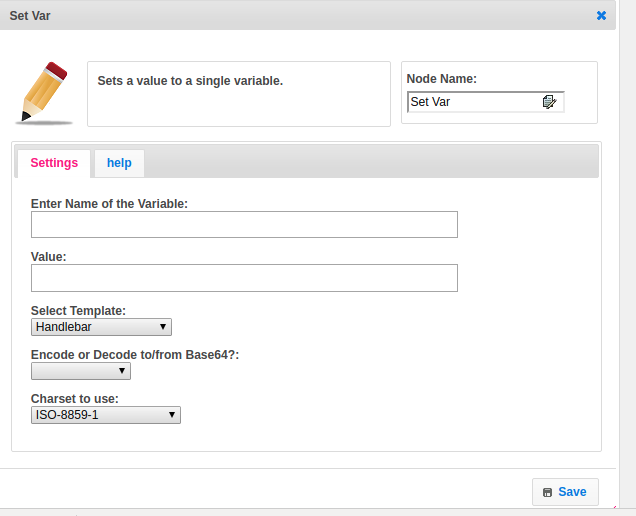 Set Var
Sets a value to a single variable.
Node Name:
Set Var
Settings
help
Enter Name of the Variable:
Value:
Select Template:
Handlebar
Encode or Decode to/from Base64?:
Charset to use:
ISO-8859-1
Save